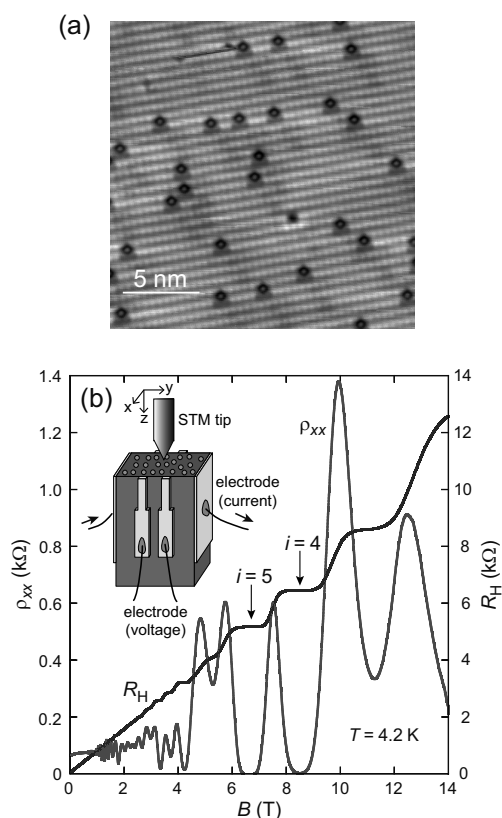 (a)
5 nm
(b)
y
x
z
STM tip
ρxx
electrode
(current)
electrode
(voltage)
i = 5
i = 4
RH
T = 4.2 K
1.4
1.2
1.0
0.8
0.6
0.4
0.2
0
ρxx (kΩ)
14
12
10
8
6
4
2
0
RH (kΩ)
0 2 4 6 8 10 12 14
B (T)